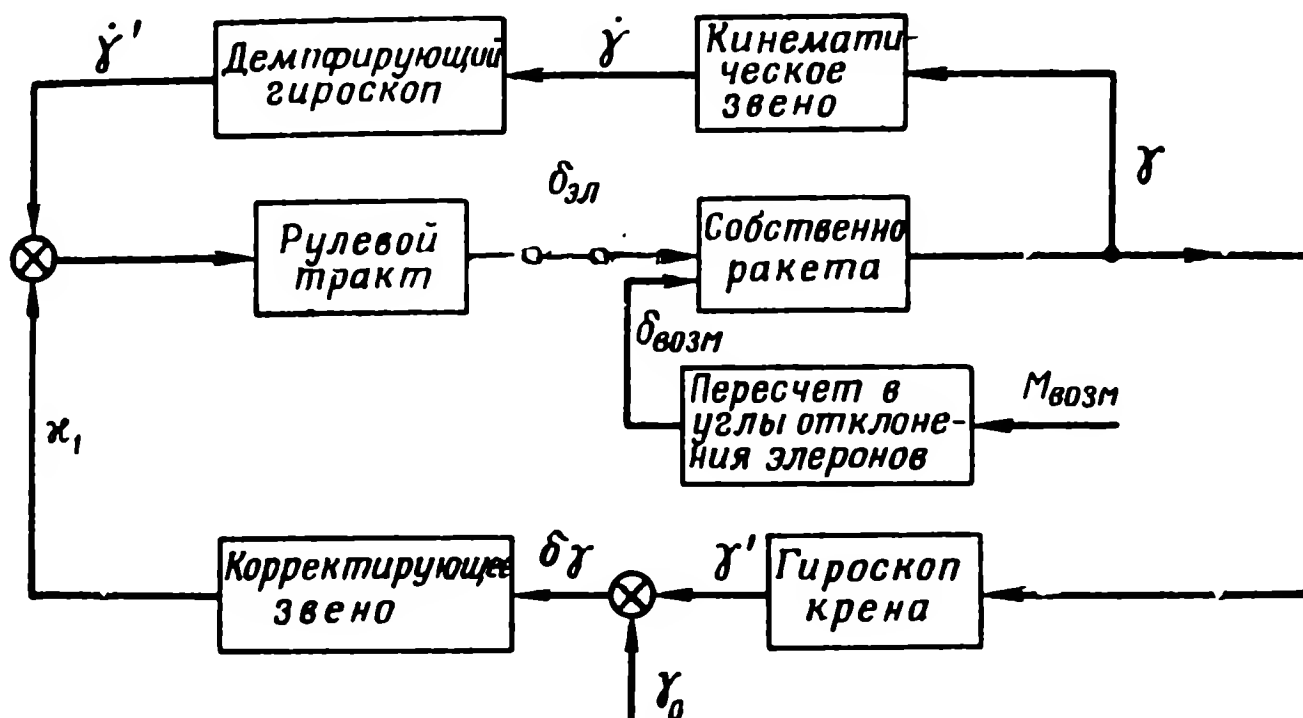 γ̇'
Демпфирующий
гироскоп
γ̇
Кинемати-
ческое
звено
γ
δэл
Рулевой
тракт
Собственно
ракета
δвозм
Пересчет в
углы отклоне-
ния элеронов
Mвозм
ϰ₁
Корректирующее
звено
δγ
γ'
Гироскоп
крена
γ₀